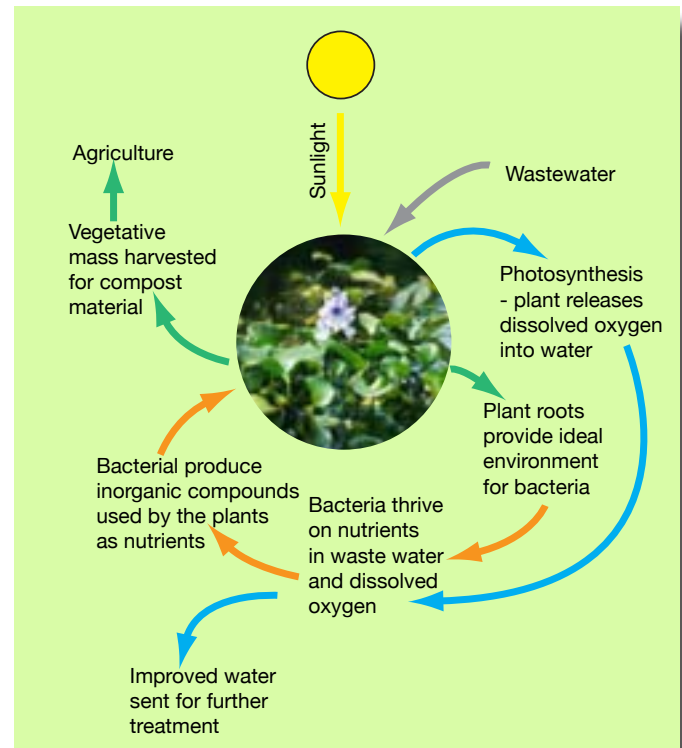 Sunlight
Agriculture
Wastewater
Vegetative
mass harvested
for compost
material
Photosynthesis
- plant releases
dissolved oxygen
into water
Plant roots
provide ideal
environment
for bacteria
Bacterial produce
inorganic compounds
used by the plants
as nutrients
Bacteria thrive
on nutrients
in waste water
and dissolved
oxygen
Improved water
sent for further
treatment